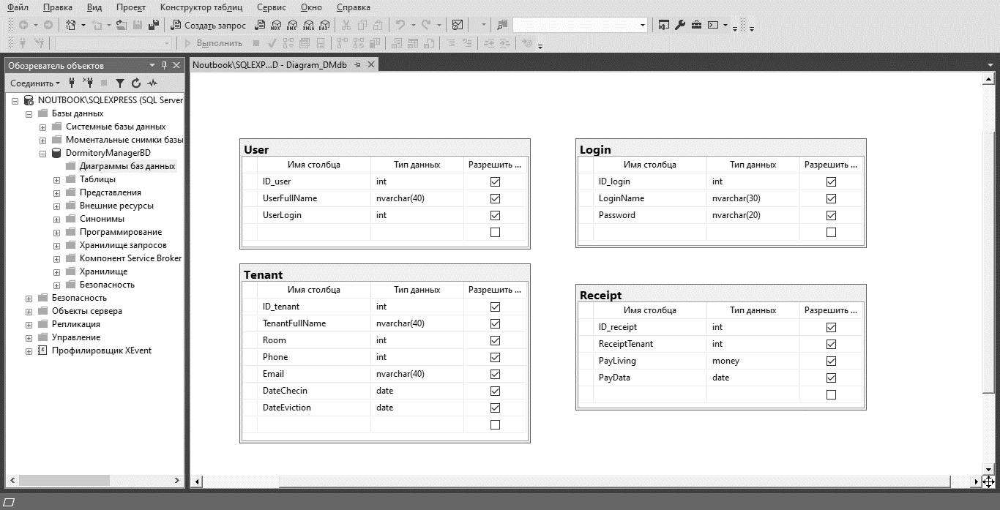 Файл Правка Вид Проект Конструктор таблиц Сервис Окно Справка
Создать запрос MDX DMX XMLA DAX
Выполнить
Обозреватель объектов
Noutbook\SQLEXP...D - Diagram_DMdb
Соединить
NOUTBOOK\SQLEXPRESS (SQL Server
Базы данных
Системные базы данных
Моментальные снимки базы
DormitoryManagerBD
Диаграммы баз данных
Таблицы
Представления
Внешние ресурсы
Синонимы
Программирование
Хранилище запросов
Компонент Service Broker
Хранилище
Безопасность
Безопасность
Объекты сервера
Репликация
Управление
Профилировщик XEvent
User
Имя столбца Тип данных Разрешить ...
ID_user int
UserFullName nvarchar(40)
UserLogin int
Login
Имя столбца Тип данных Разрешить ...
ID_login int
LoginName nvarchar(30)
Password nvarchar(20)
Tenant
Имя столбца Тип данных Разрешить ...
ID_tenant int
TenantFullName nvarchar(40)
Room int
Phone int
Email nvarchar(40)
DateChecin date
DateEviction date
Receipt
Имя столбца Тип данных Разрешить ...
ID_receipt int
ReceiptTenant int
PayLiving money
PayData date